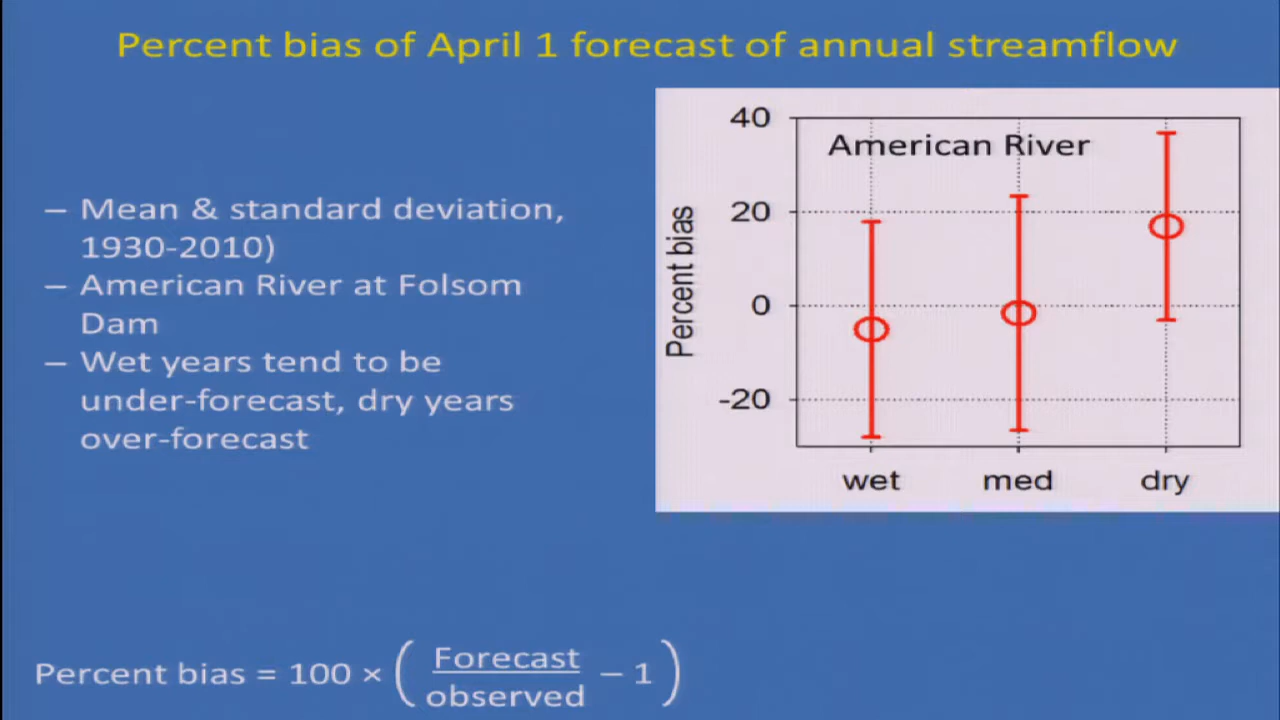 Percent bias of April 1 forecast of annual streamflow
– Mean & standard deviation,
1930-2010)
– American River at Folsom
Dam
– Wet years tend to be
under-forecast, dry years
over-forecast
American River
Percent bias
40
20
0
-20
wet med dry
Percent bias = 100 × ( Forecast / observed – 1 )